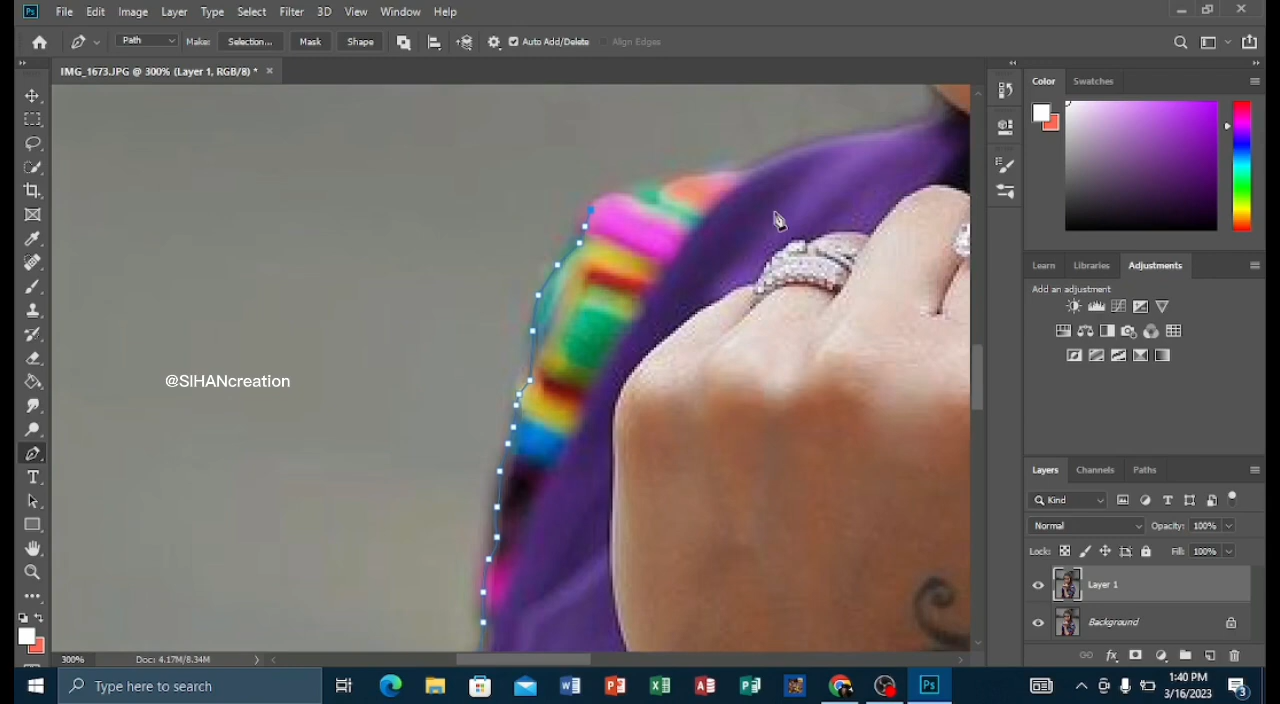 Ps File Edit Image Layer Type Select Filter 3D View Window Help
Path Make: Selection... Mask Shape Auto Add/Delete Align Edges
IMG_1673.JPG @ 300% (Layer 1, RGB/8) *
Color Swatches
Learn Libraries Adjustments
Add an adjustment
@SIHANcreation
Layers Channels Paths
Kind
Normal Opacity: 100%
Lock: Fill: 100%
Layer 1
Background
300% Doc: 4.17M/8.34M
Type here to search
1:40 PM
3/16/2023
3